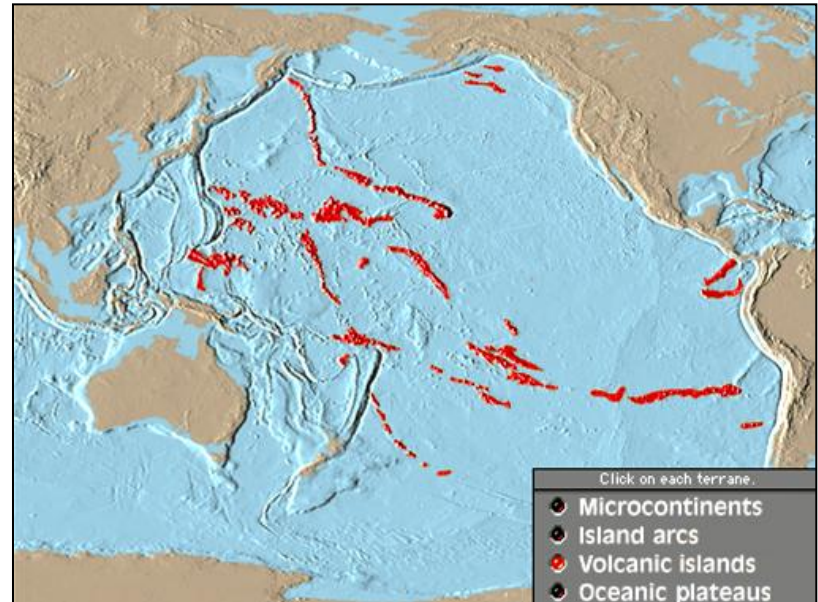 Click on each terrane.
Microcontinents
Island arcs
Volcanic islands
Oceanic plateaus